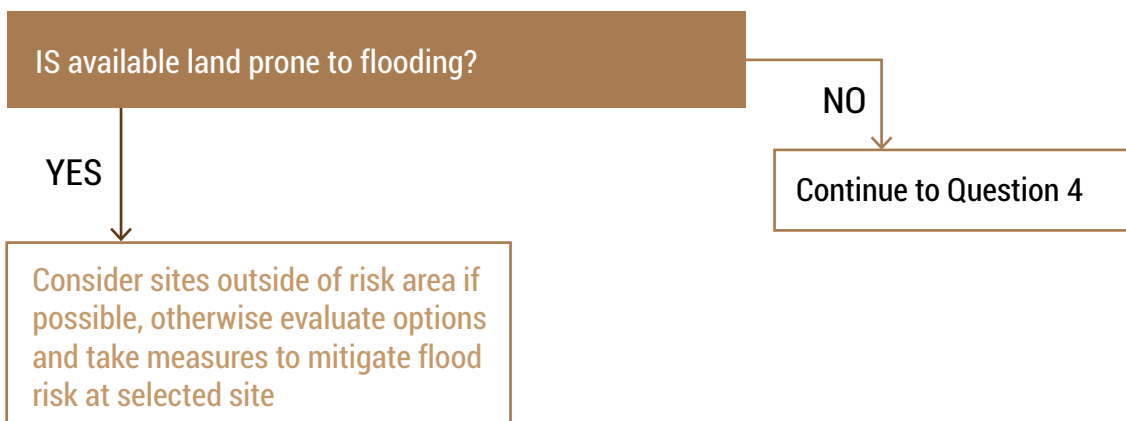 IS available land prone to flooding?
NO
YES
Continue to Question 4
Consider sites outside of risk area if
possible, otherwise evaluate options
and take measures to mitigate flood
risk at selected site